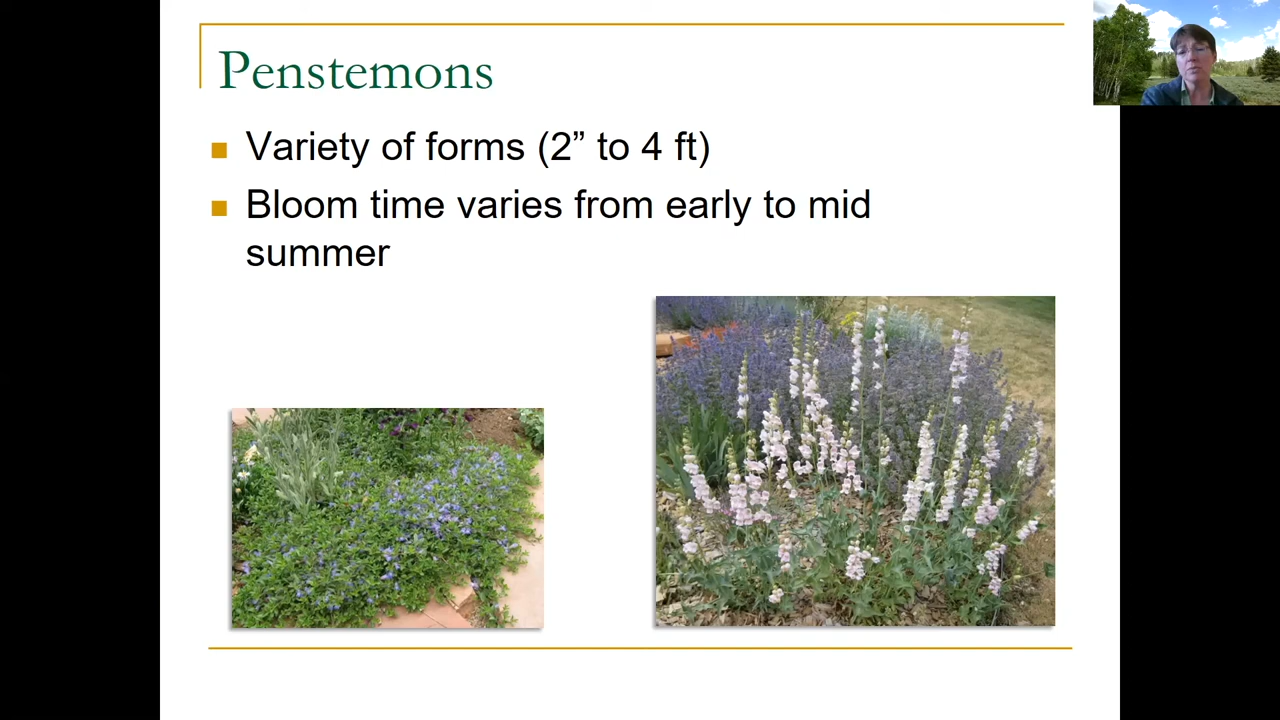 Penstemons
Variety of forms (2” to 4 ft)
Bloom time varies from early to mid
summer